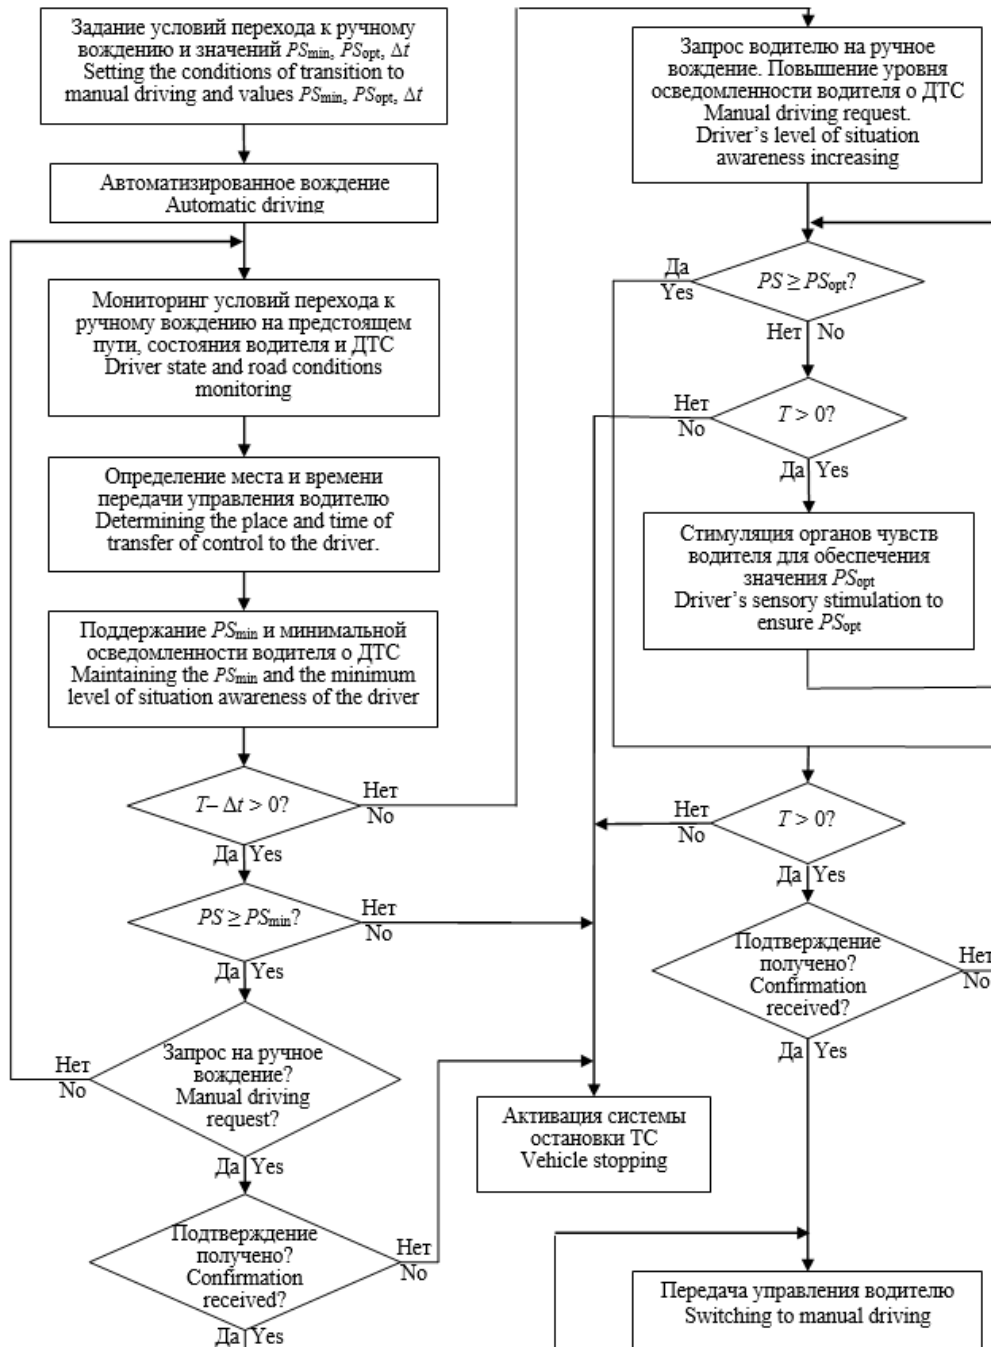 Задание условий перехода к ручному
вождению и значений PSmin, PSopt, Δt
Setting the conditions of transition to
manual driving and values PSmin, PSopt, Δt
Автоматизированное вождение
Automatic driving
Мониторинг условий перехода к
ручному вождению на предстоящем
пути, состояния водителя и ДТС
Driver state and road conditions
monitoring
Определение места и времени
передачи управления водителю
Determining the place and time of
transfer of control to the driver.
Поддержание PSmin и минимальной
осведомленности водителя о ДТС
Maintaining the PSmin and the minimum
level of situation awareness of the driver
T– Δt > 0?
Нет
No
Да Yes
PS ≥ PSmin?
Нет
No
Да Yes
Запрос на ручное
вождение?
Manual driving
request?
Нет
No
Да Yes
Подтверждение
получено?
Confirmation
received?
Нет
No
Да Yes
Запрос водителю на ручное
вождение. Повышение уровня
осведомленности водителя о ДТС
Manual driving request.
Driver’s level of situation
awareness increasing
PS ≥ PSopt?
Да
Yes
Нет No
T > 0?
Нет
No
Да Yes
Стимуляция органов чувств
водителя для обеспечения
значения PSopt
Driver’s sensory stimulation to
ensure PSopt
T > 0?
Нет
No
Да Yes
Подтверждение
получено?
Confirmation
received?
Нет
No
Да Yes
Активация системы
остановки ТС
Vehicle stopping
Передача управления водителю
Switching to manual driving